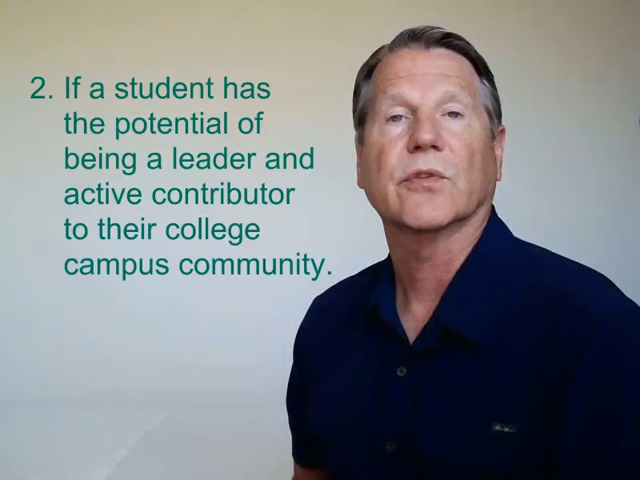 2. If a student has
the potential of
being a leader and
active contributor
to their college
campus community.